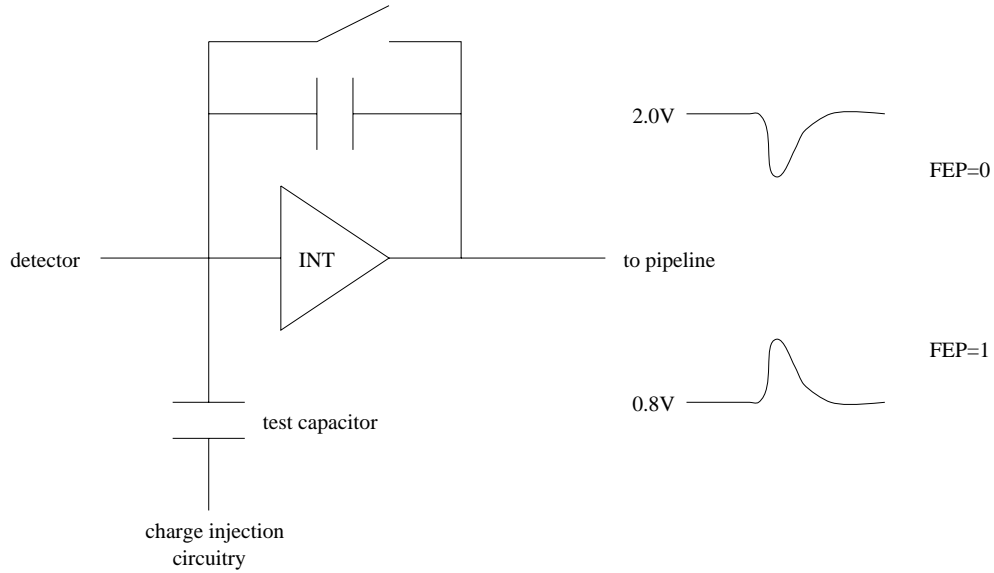 2.0V
FEP=0
detector
INT
to pipeline
FEP=1
0.8V
test capacitor
charge injection
circuitry